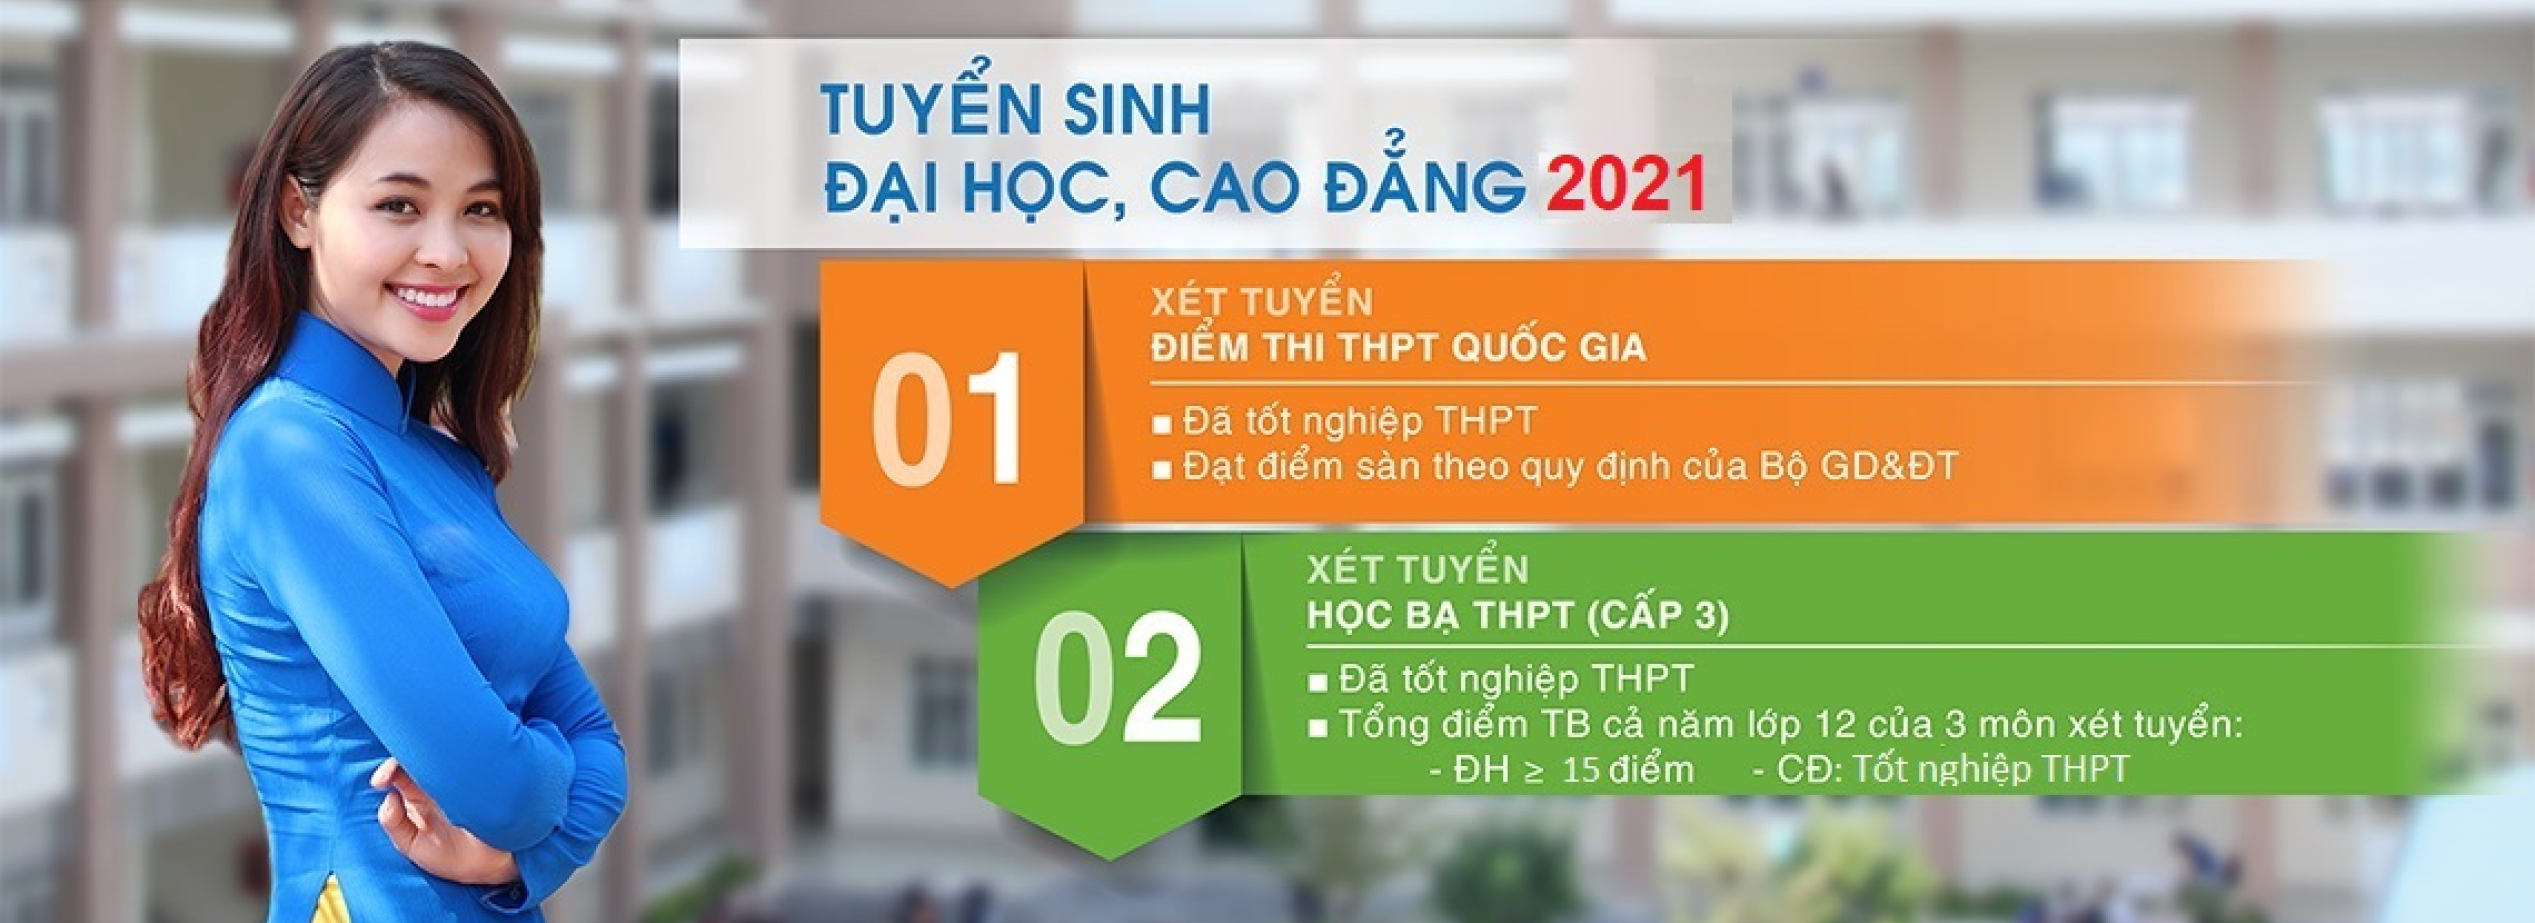 TUYỂN SINH
ĐẠI HỌC, CAO ĐẲNG 2021
01
XÉT TUYỂN
ĐIỂM THI THPT QUỐC GIA
▪ Đã tốt nghiệp THPT
▪ Đạt điểm sàn theo quy định của Bộ GD&ĐT
02
XÉT TUYỂN
HỌC BẠ THPT (CẤP 3)
▪ Đã tốt nghiệp THPT
▪ Tổng điểm TB cả năm lớp 12 của 3 môn xét tuyển:
- ĐH ≥ 15 điểm - CĐ: Tốt nghiệp THPT